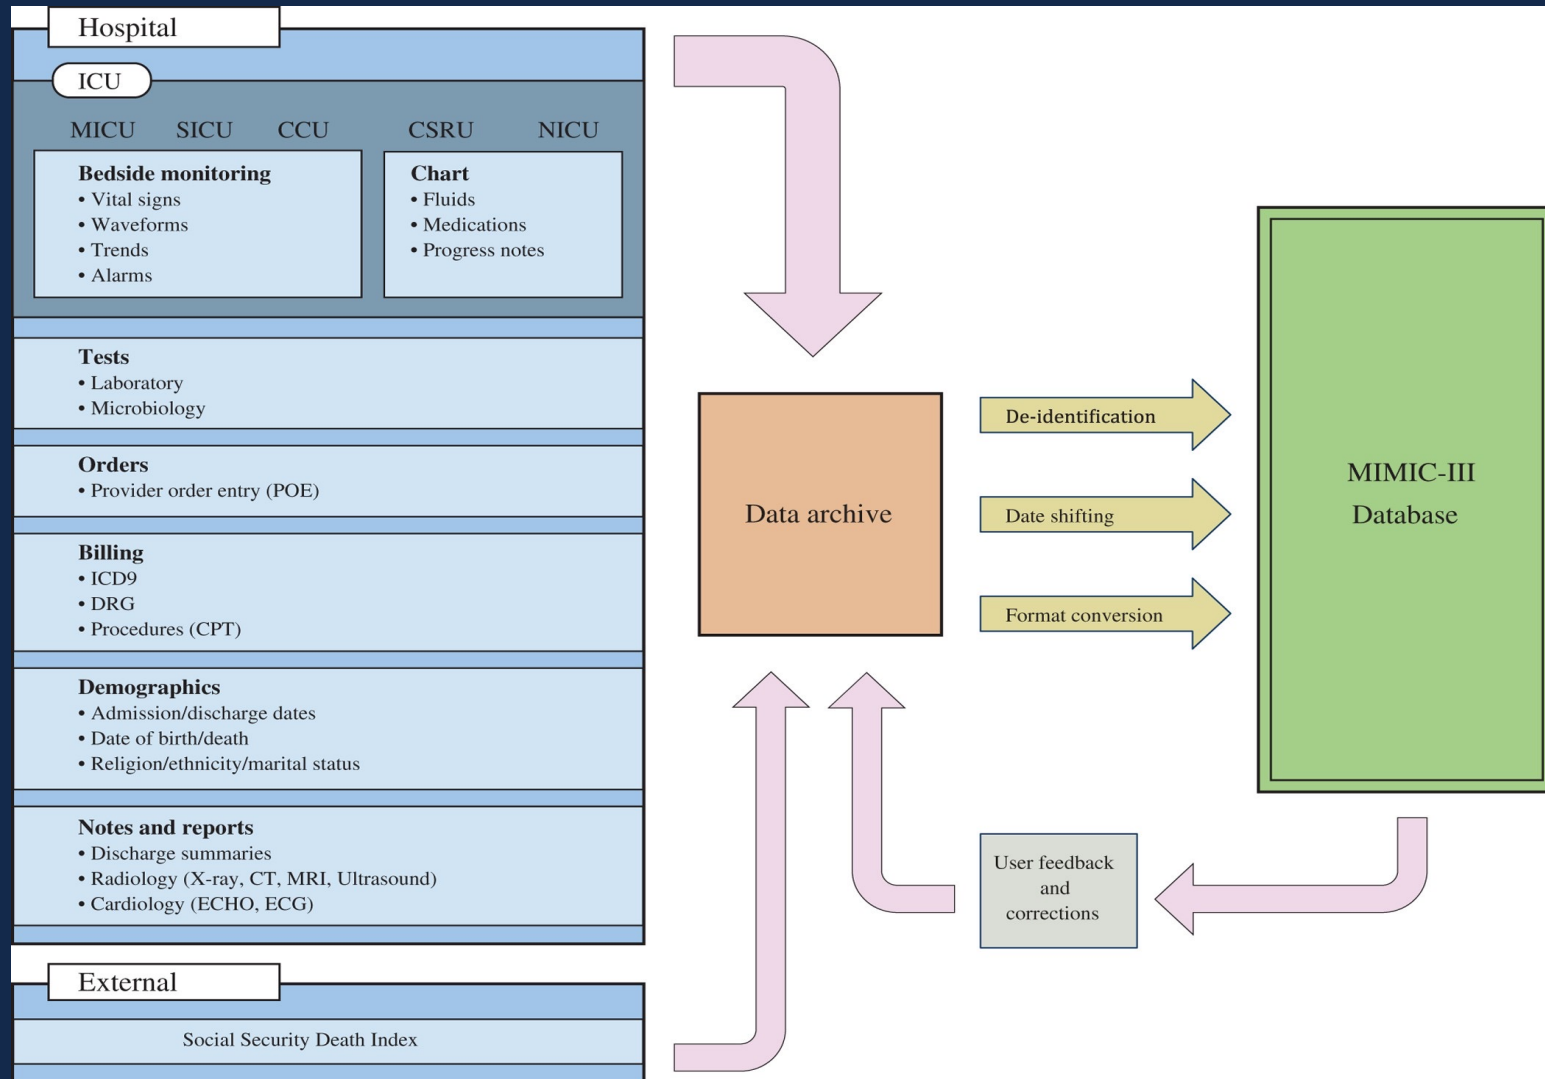 Hospital
ICU
MICU SICU CCU CSRU NICU
Bedside monitoring
• Vital signs
• Waveforms
• Trends
• Alarms
Chart
• Fluids
• Medications
• Progress notes
Tests
• Laboratory
• Microbiology
Orders
• Provider order entry (POE)
Billing
• ICD9
• DRG
• Procedures (CPT)
Demographics
• Admission/discharge dates
• Date of birth/death
• Religion/ethnicity/marital status
Notes and reports
• Discharge summaries
• Radiology (X-ray, CT, MRI, Ultrasound)
• Cardiology (ECHO, ECG)
External
Social Security Death Index
Data archive
De-identification
Date shifting
Format conversion
MIMIC-III
Database
User feedback
and
corrections